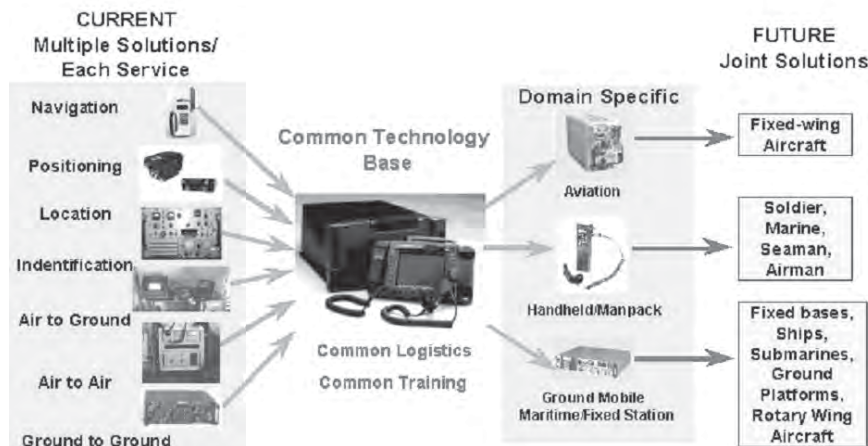 CURRENT
Multiple Solutions/
Each Service
Navigation
Positioning
Location
Indentification
Air to Ground
Air to Air
Ground to Ground
Common Technology
Base
Common Logistics
Common Training
Domain Specific
Aviation
Handheld/Manpack
Ground Mobile
Maritime/Fixed Station
FUTURE
Joint Solutions
Fixed-wing
Aircraft
Soldier,
Marine,
Seaman,
Airman
Fixed bases,
Ships,
Submarines,
Ground
Platforms,
Rotary Wing
Aircraft